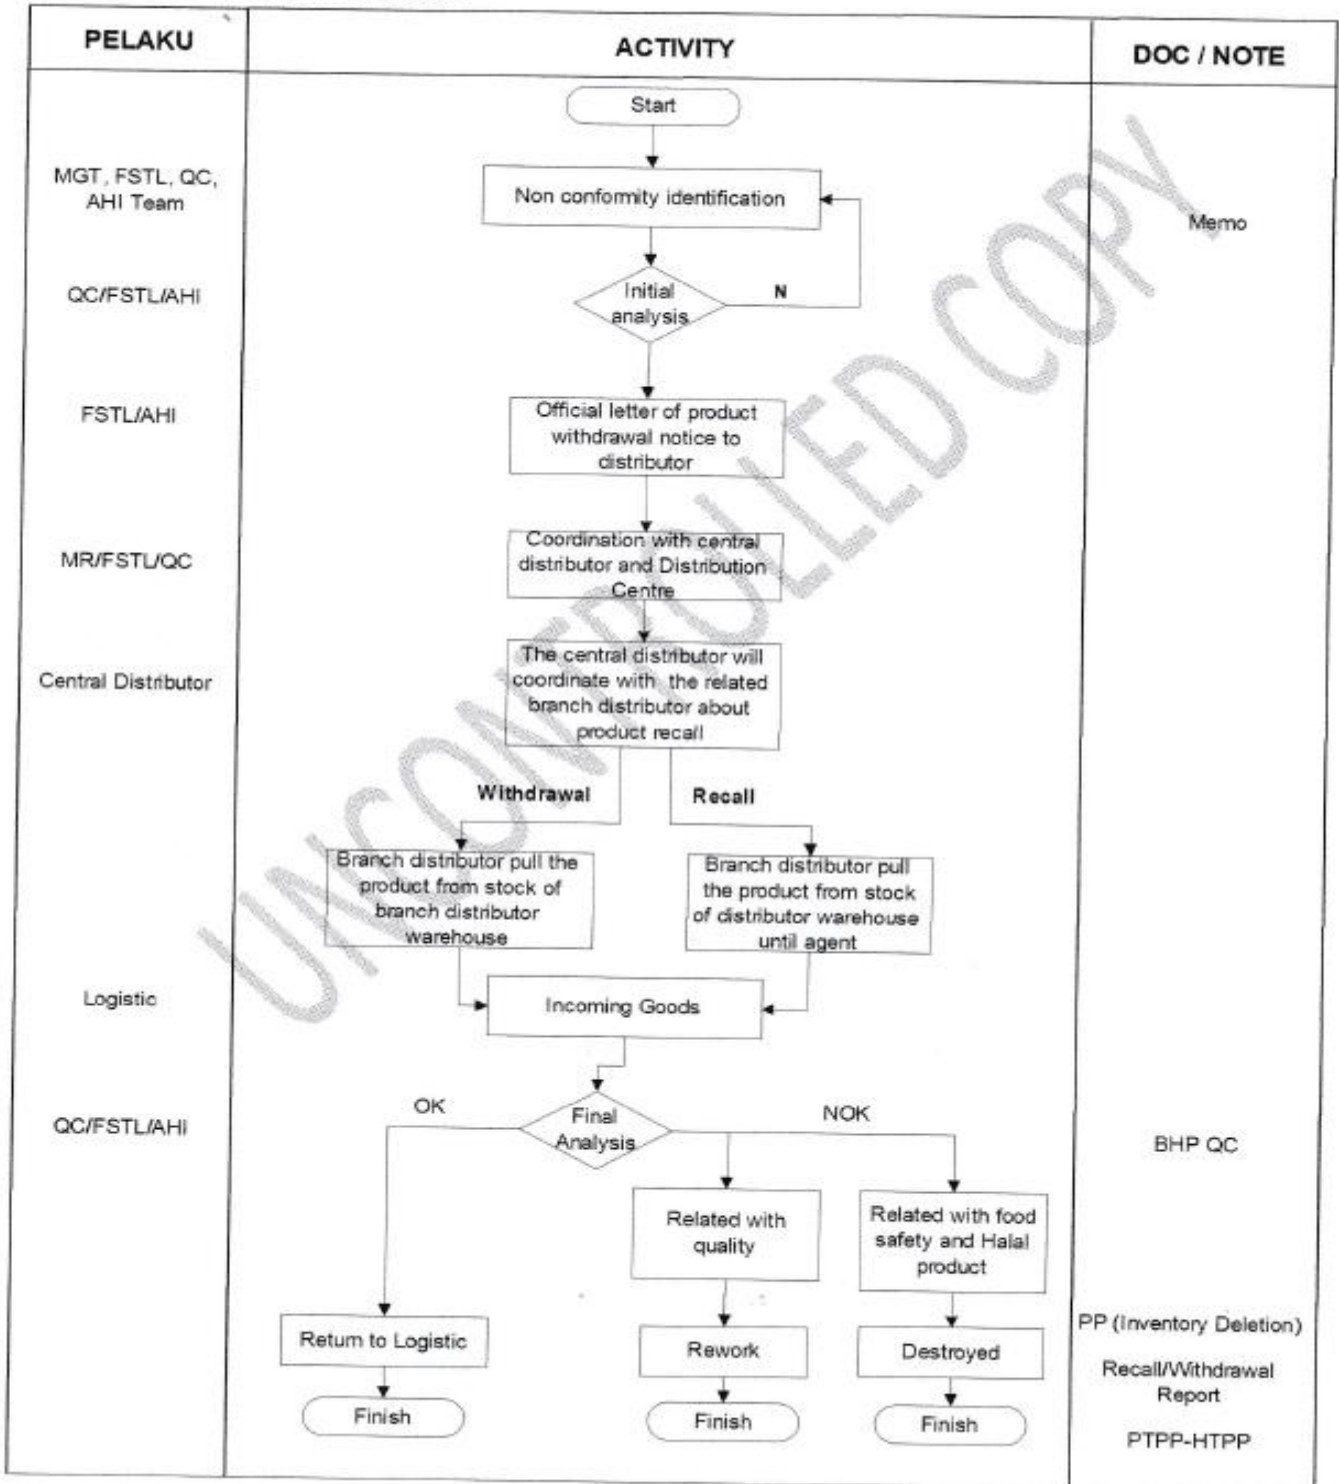 PELAKU
ACTIVITY
DOC / NOTE
Start
MGT, FSTL, QC,
AHI Team
Non conformity identification
Memo
QC/FSTL/AHI
Initial
analysis
N
FSTL/AHI
Official letter of product
withdrawal notice to
distributor
MR/FSTL/QC
Coordination with central
distributor and Distribution
Centre
Central Distributor
The central distributor will
coordinate with the related
branch distributor about
product recall
Withdrawal
Recall
Branch distributor pull the
product from stock of
branch distributor
warehouse
Branch distributor pull
the product from stock
of distributor warehouse
until agent
Logistic
Incoming Goods
QC/FSTL/AHI
OK
Final
Analysis
NOK
BHP QC
Related with
quality
Related with food
safety and Halal
product
Return to Logistic
Rework
Destroyed
PP (Inventory Deletion)
Recall/Withdrawal
Report
Finish
Finish
Finish
PTPP-HTPP
UNCONTROLLED COPY